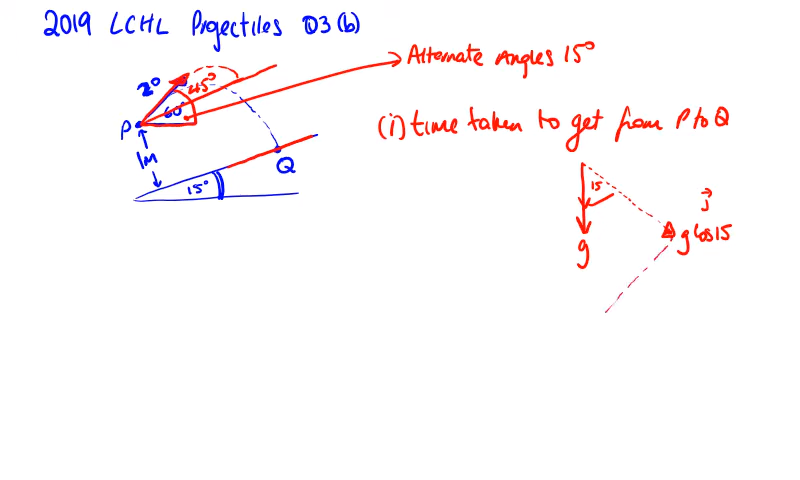 2019 LCHL Projectiles Q3(b)
Alternate Angles 15°
20
45°
60°
P
1m
(i) time taken to get from P to Q
Q
15°
15
j
g cos 15
g